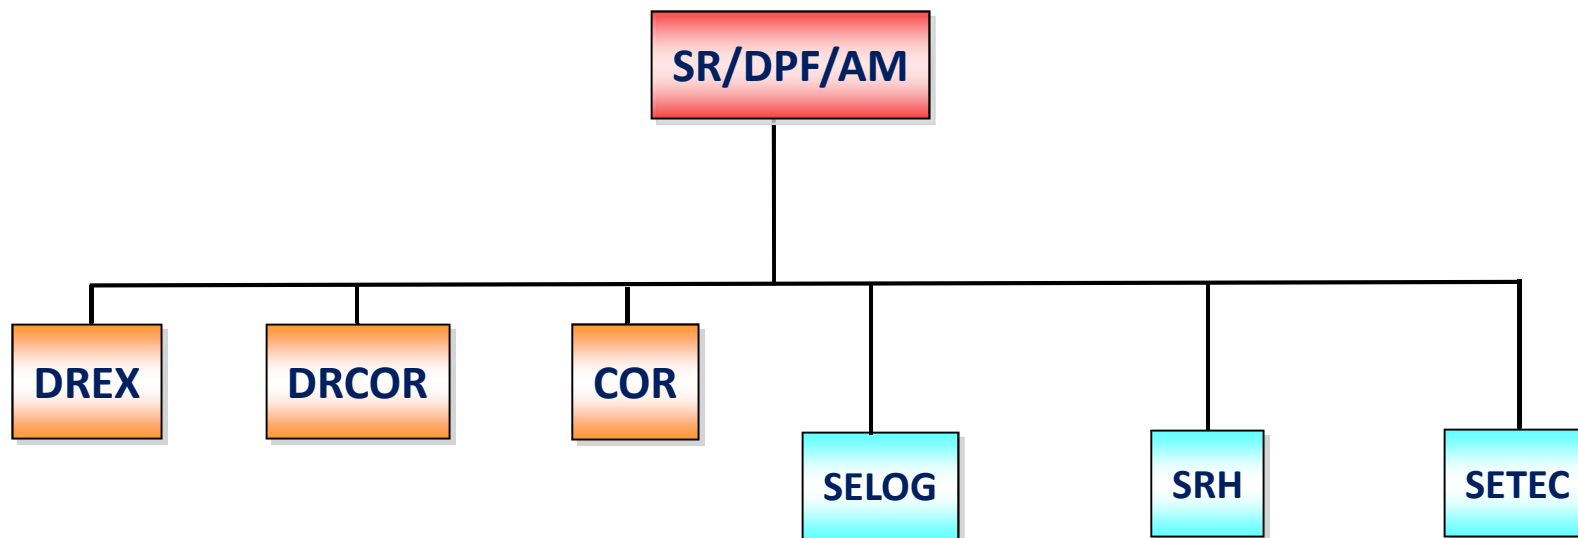 SR/DPF/AM
DREX
DRCOR
COR
SELOG
SRH
SETEC